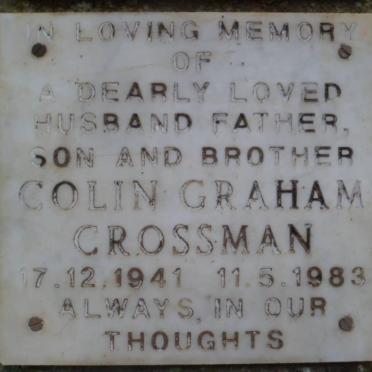 IN LOVING MEMORY
OF
A DEARLY LOVED
HUSBAND FATHER,
SON AND BROTHER
COLIN GRAHAM
CROSSMAN
17.12.1941 11.5.1983
ALWAYS, IN OUR
THOUGHTS